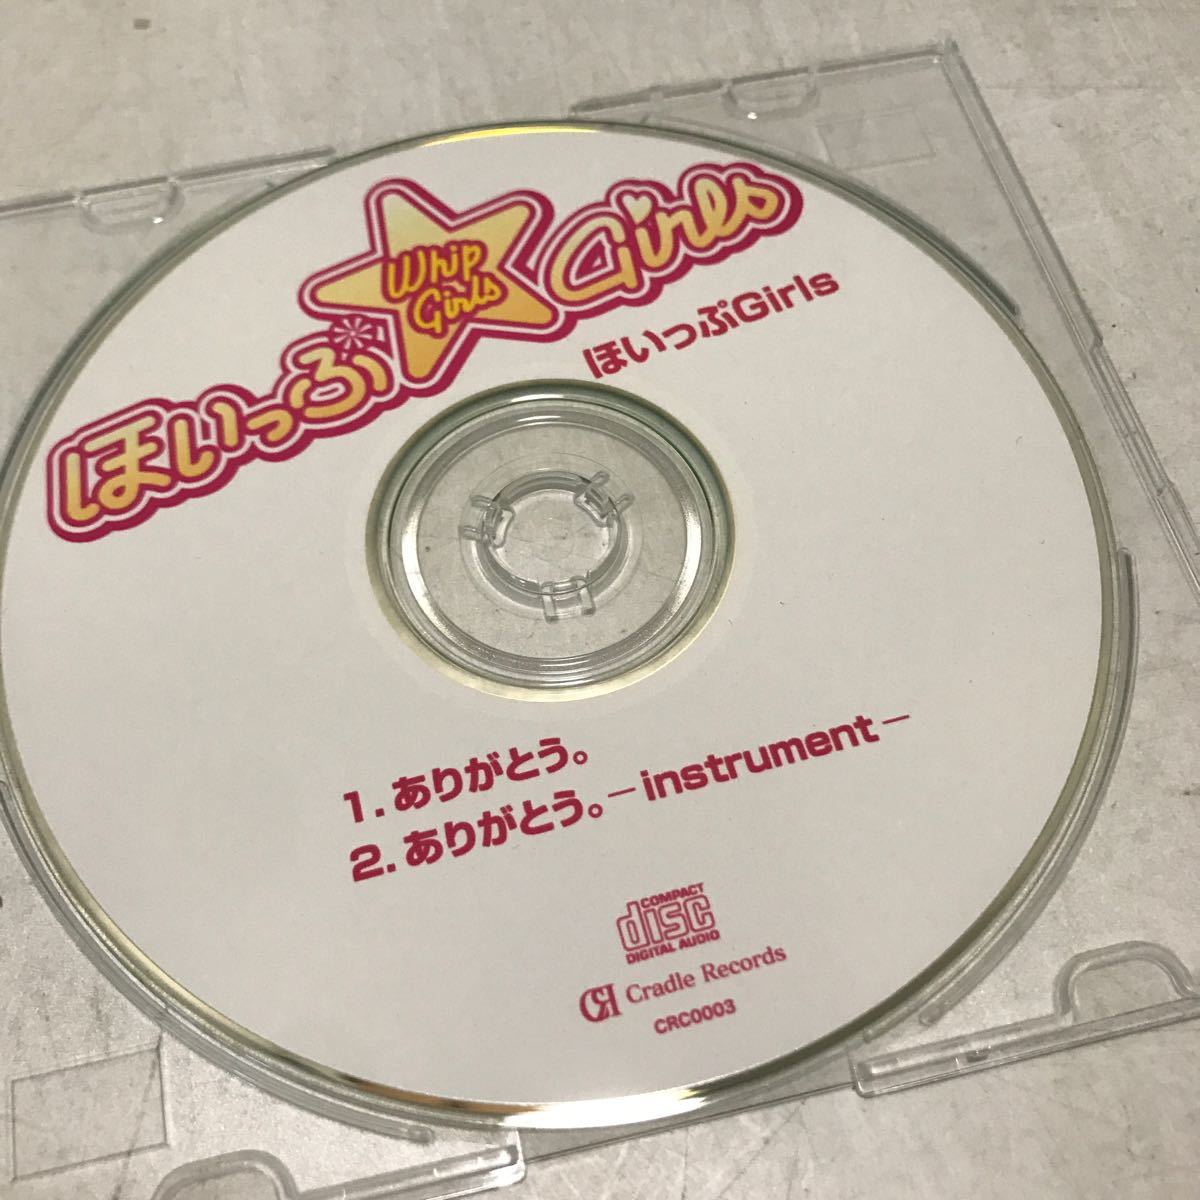 ほいっぷ Whip Girls Girls
ほいっぷGirls
1.ありがとう。
2.ありがとう。－instrument－
COMPACT
disc
DIGITAL AUDIO
CR Cradle Records
CRC0003